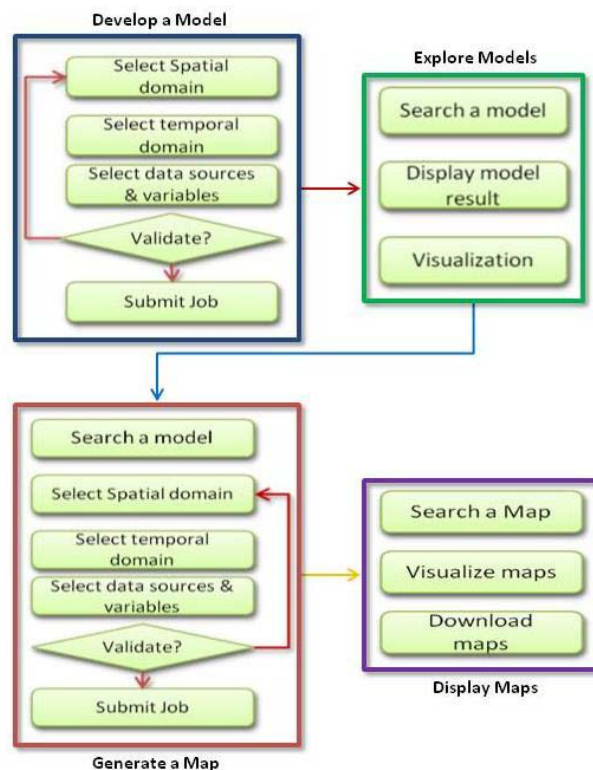 Develop a Model
Select Spatial
domain
Select temporal
domain
Select data sources
& variables
Validate?
Submit Job
Explore Models
Search a model
Display model
result
Visualization
Search a model
Select Spatial domain
Select temporal
domain
Select data sources &
variables
Validate?
Submit Job
Generate a Map
Search a Map
Visualize maps
Download
maps
Display Maps